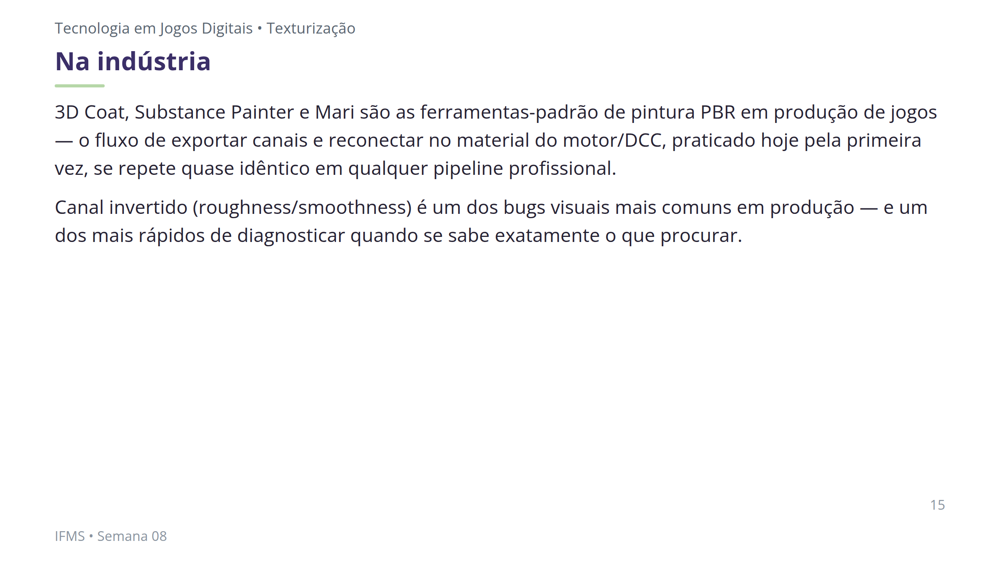 Tecnologia em Jogos Digitais • Texturização
Na indústria
3D Coat, Substance Painter e Mari são as ferramentas-padrão de pintura PBR em produção de jogos
— o fluxo de exportar canais e reconectar no material do motor/DCC, praticado hoje pela primeira
vez, se repete quase idêntico em qualquer pipeline profissional.
Canal invertido (roughness/smoothness) é um dos bugs visuais mais comuns em produção — e um
dos mais rápidos de diagnosticar quando se sabe exatamente o que procurar.
15
IFMS • Semana 08